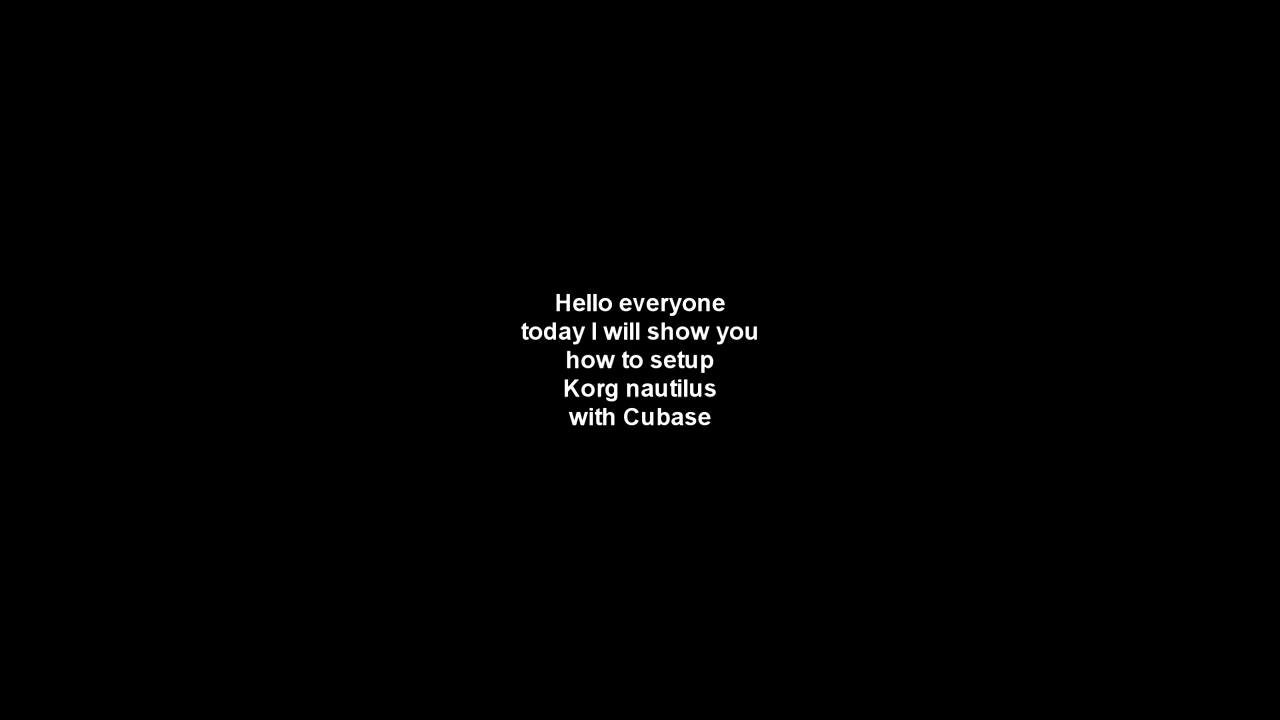 Hello everyone
today I will show you
how to setup
Korg nautilus
with Cubase